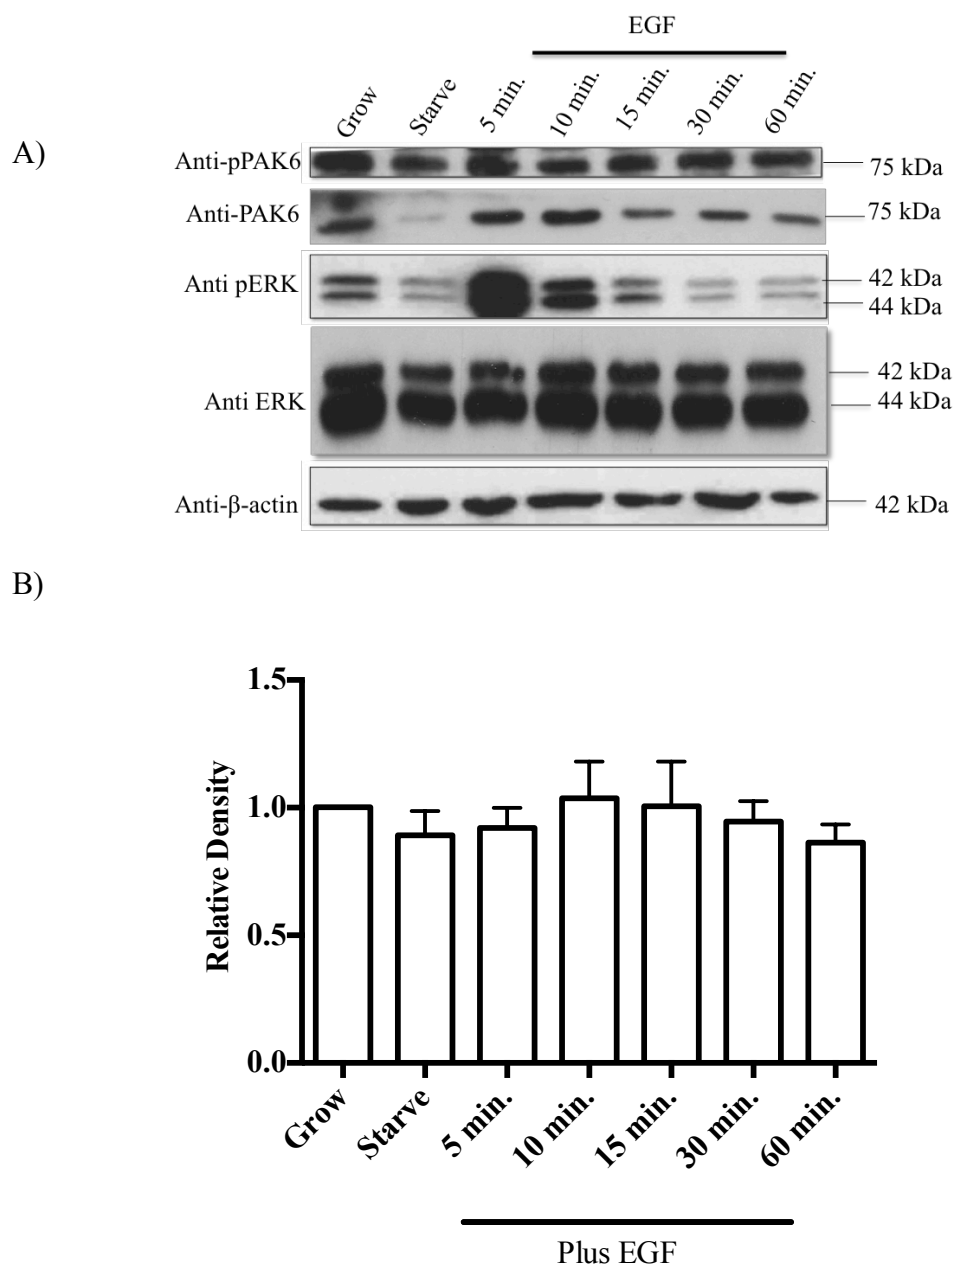 EGF
Grow Starve 5 min. 10 min. 15 min. 30 min. 60 min.
A)
Anti-pPAK6 75 kDa
Anti-PAK6 75 kDa
Anti pERK 42 kDa
44 kDa
42 kDa
Anti ERK 44 kDa
Anti-β-actin 42 kDa
B)
1.5
1.0
0.5
0.0
Relative Density
Grow Starve 5 min. 10 min. 15 min. 30 min. 60 min.
Plus EGF